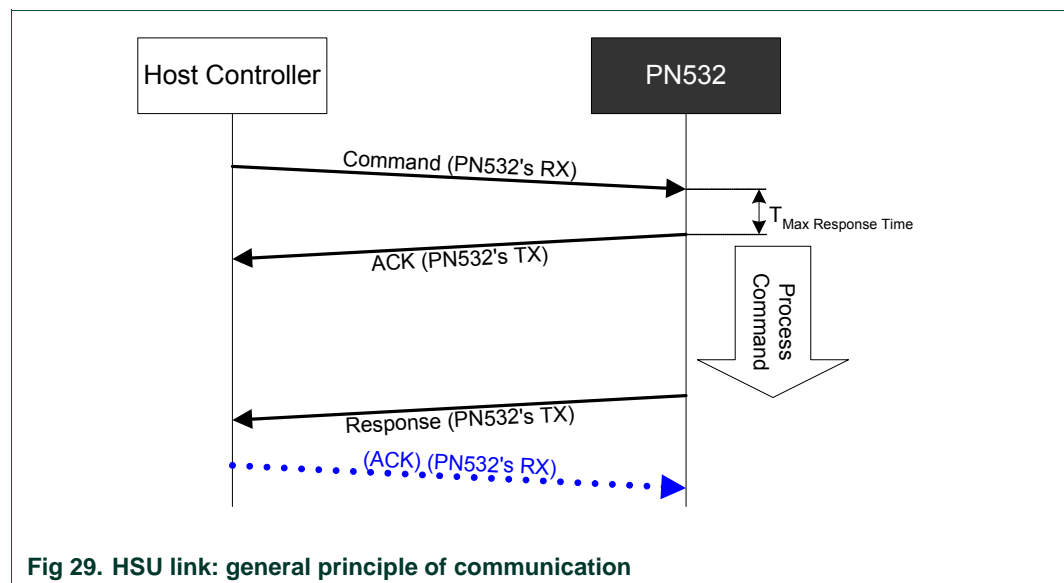 Host Controller
PN532
Command (PN532's RX)
T Max Response Time
ACK (PN532's TX)
Process
Command
Response (PN532's TX)
(ACK) (PN532's RX)
Fig 29. HSU link: general principle of communication